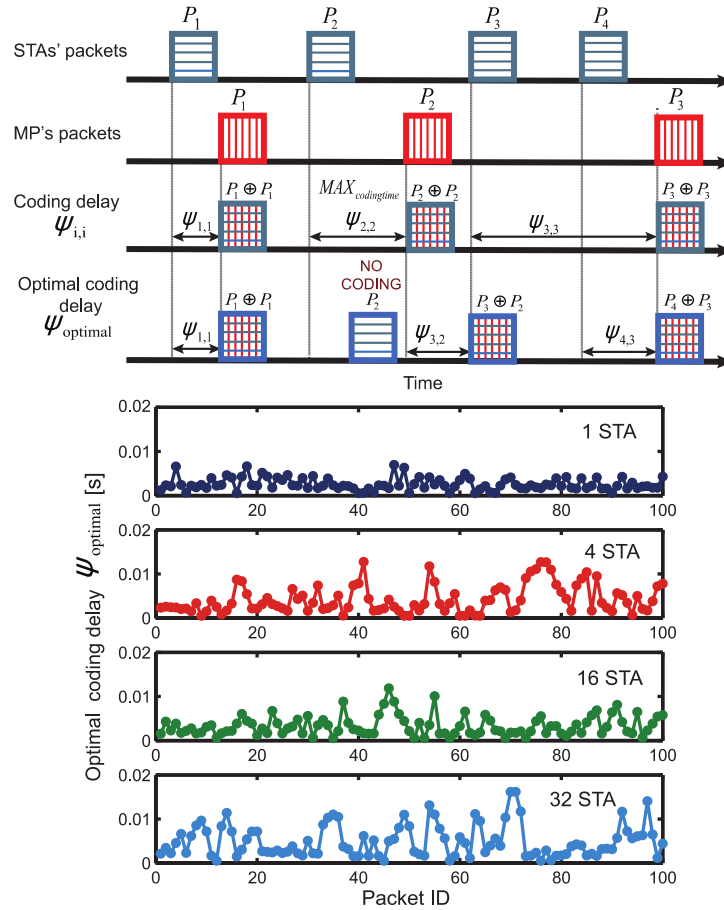 P1 P2 P3 P4
STAs' packets
P1 P2 P3
MP's packets
MAXcodingtime
Coding delay
ψi,i
P1 ⊕ P1 P2 ⊕ P2 P3 ⊕ P3
ψ1,1 ψ2,2 ψ3,3
NO
CODING
Optimal coding
delay
ψoptimal
P1 ⊕ P1 P2 P3 ⊕ P2 P4 ⊕ P3
ψ1,1 ψ3,2 ψ4,3
Time
Optimal coding delay ψoptimal [s]
0.02
0.01
0
1 STA
0 20 40 60 80 100
0.02
0.01
0
4 STA
0 20 40 60 80 100
0.02
0.01
0
16 STA
0 20 40 60 80 100
0.02
0.01
0
32 STA
0 20 40 60 80 100
Packet ID